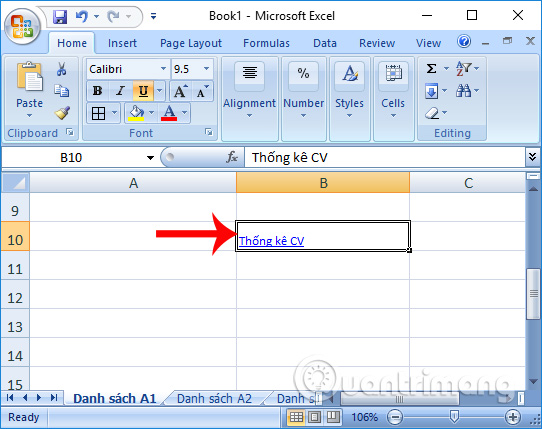 Book1 - Microsoft Excel
Home Insert Page Layout Formulas Data Review View
Calibri 9.5
B I U
Paste
Alignment Number Styles Cells
Clipboard Font Editing
B10 fx Thống kê CV
A B C
9
10 Thống kê CV
11
12
13
14
15
Quantrimang
Danh sách A1 Danh sách A2 Danh s
Ready 106%